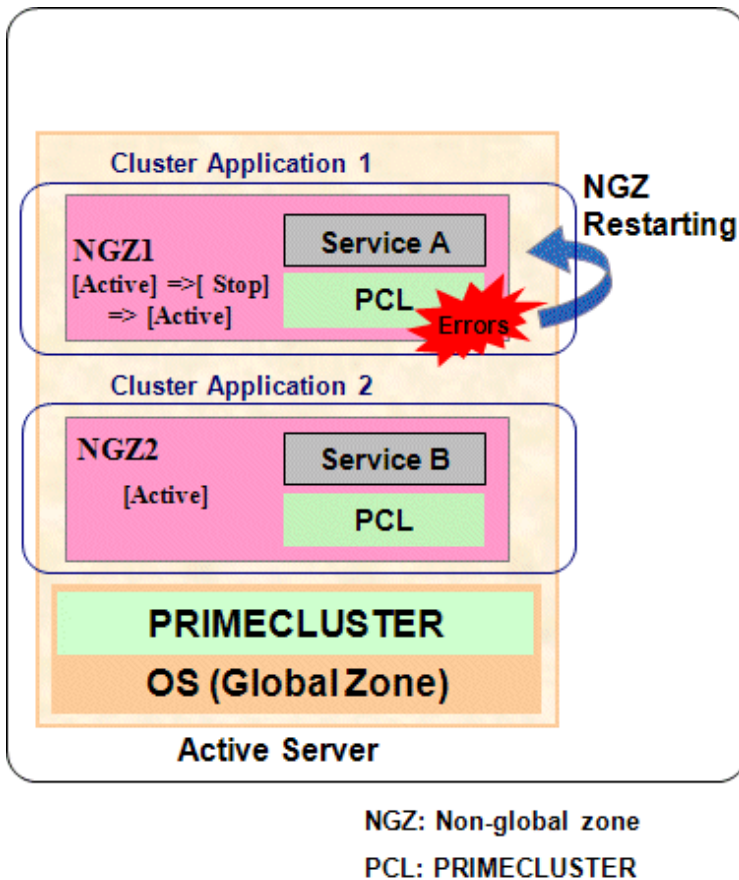 Cluster Application 1
NGZ
Restarting
NGZ1
[Active] =>[ Stop]
=> [Active]
Service A
PCL
Errors
Cluster Application 2
NGZ2
[Active]
Service B
PCL
PRIMECLUSTER
OS (Global Zone)
Active Server
NGZ: Non-global zone
PCL: PRIMECLUSTER